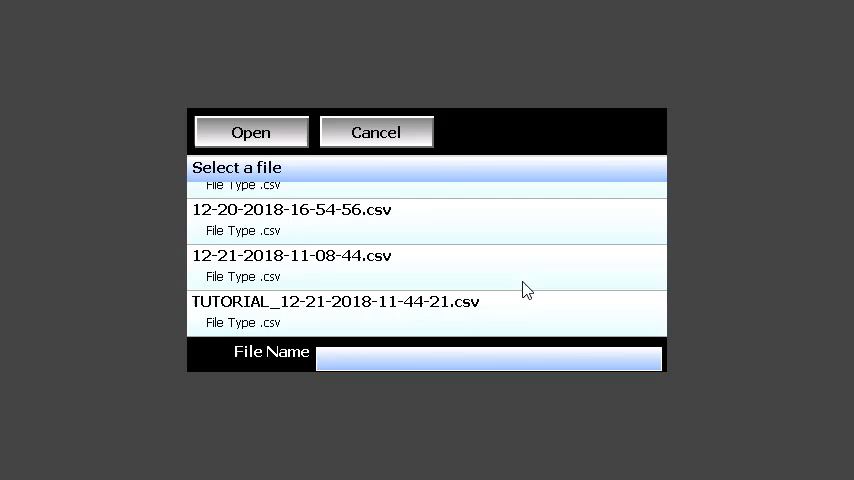 Open Cancel
Select a file
File Type .csv
12-20-2018-16-54-56.csv
File Type .csv
12-21-2018-11-08-44.csv
File Type .csv
TUTORIAL_12-21-2018-11-44-21.csv
File Type .csv
File Name